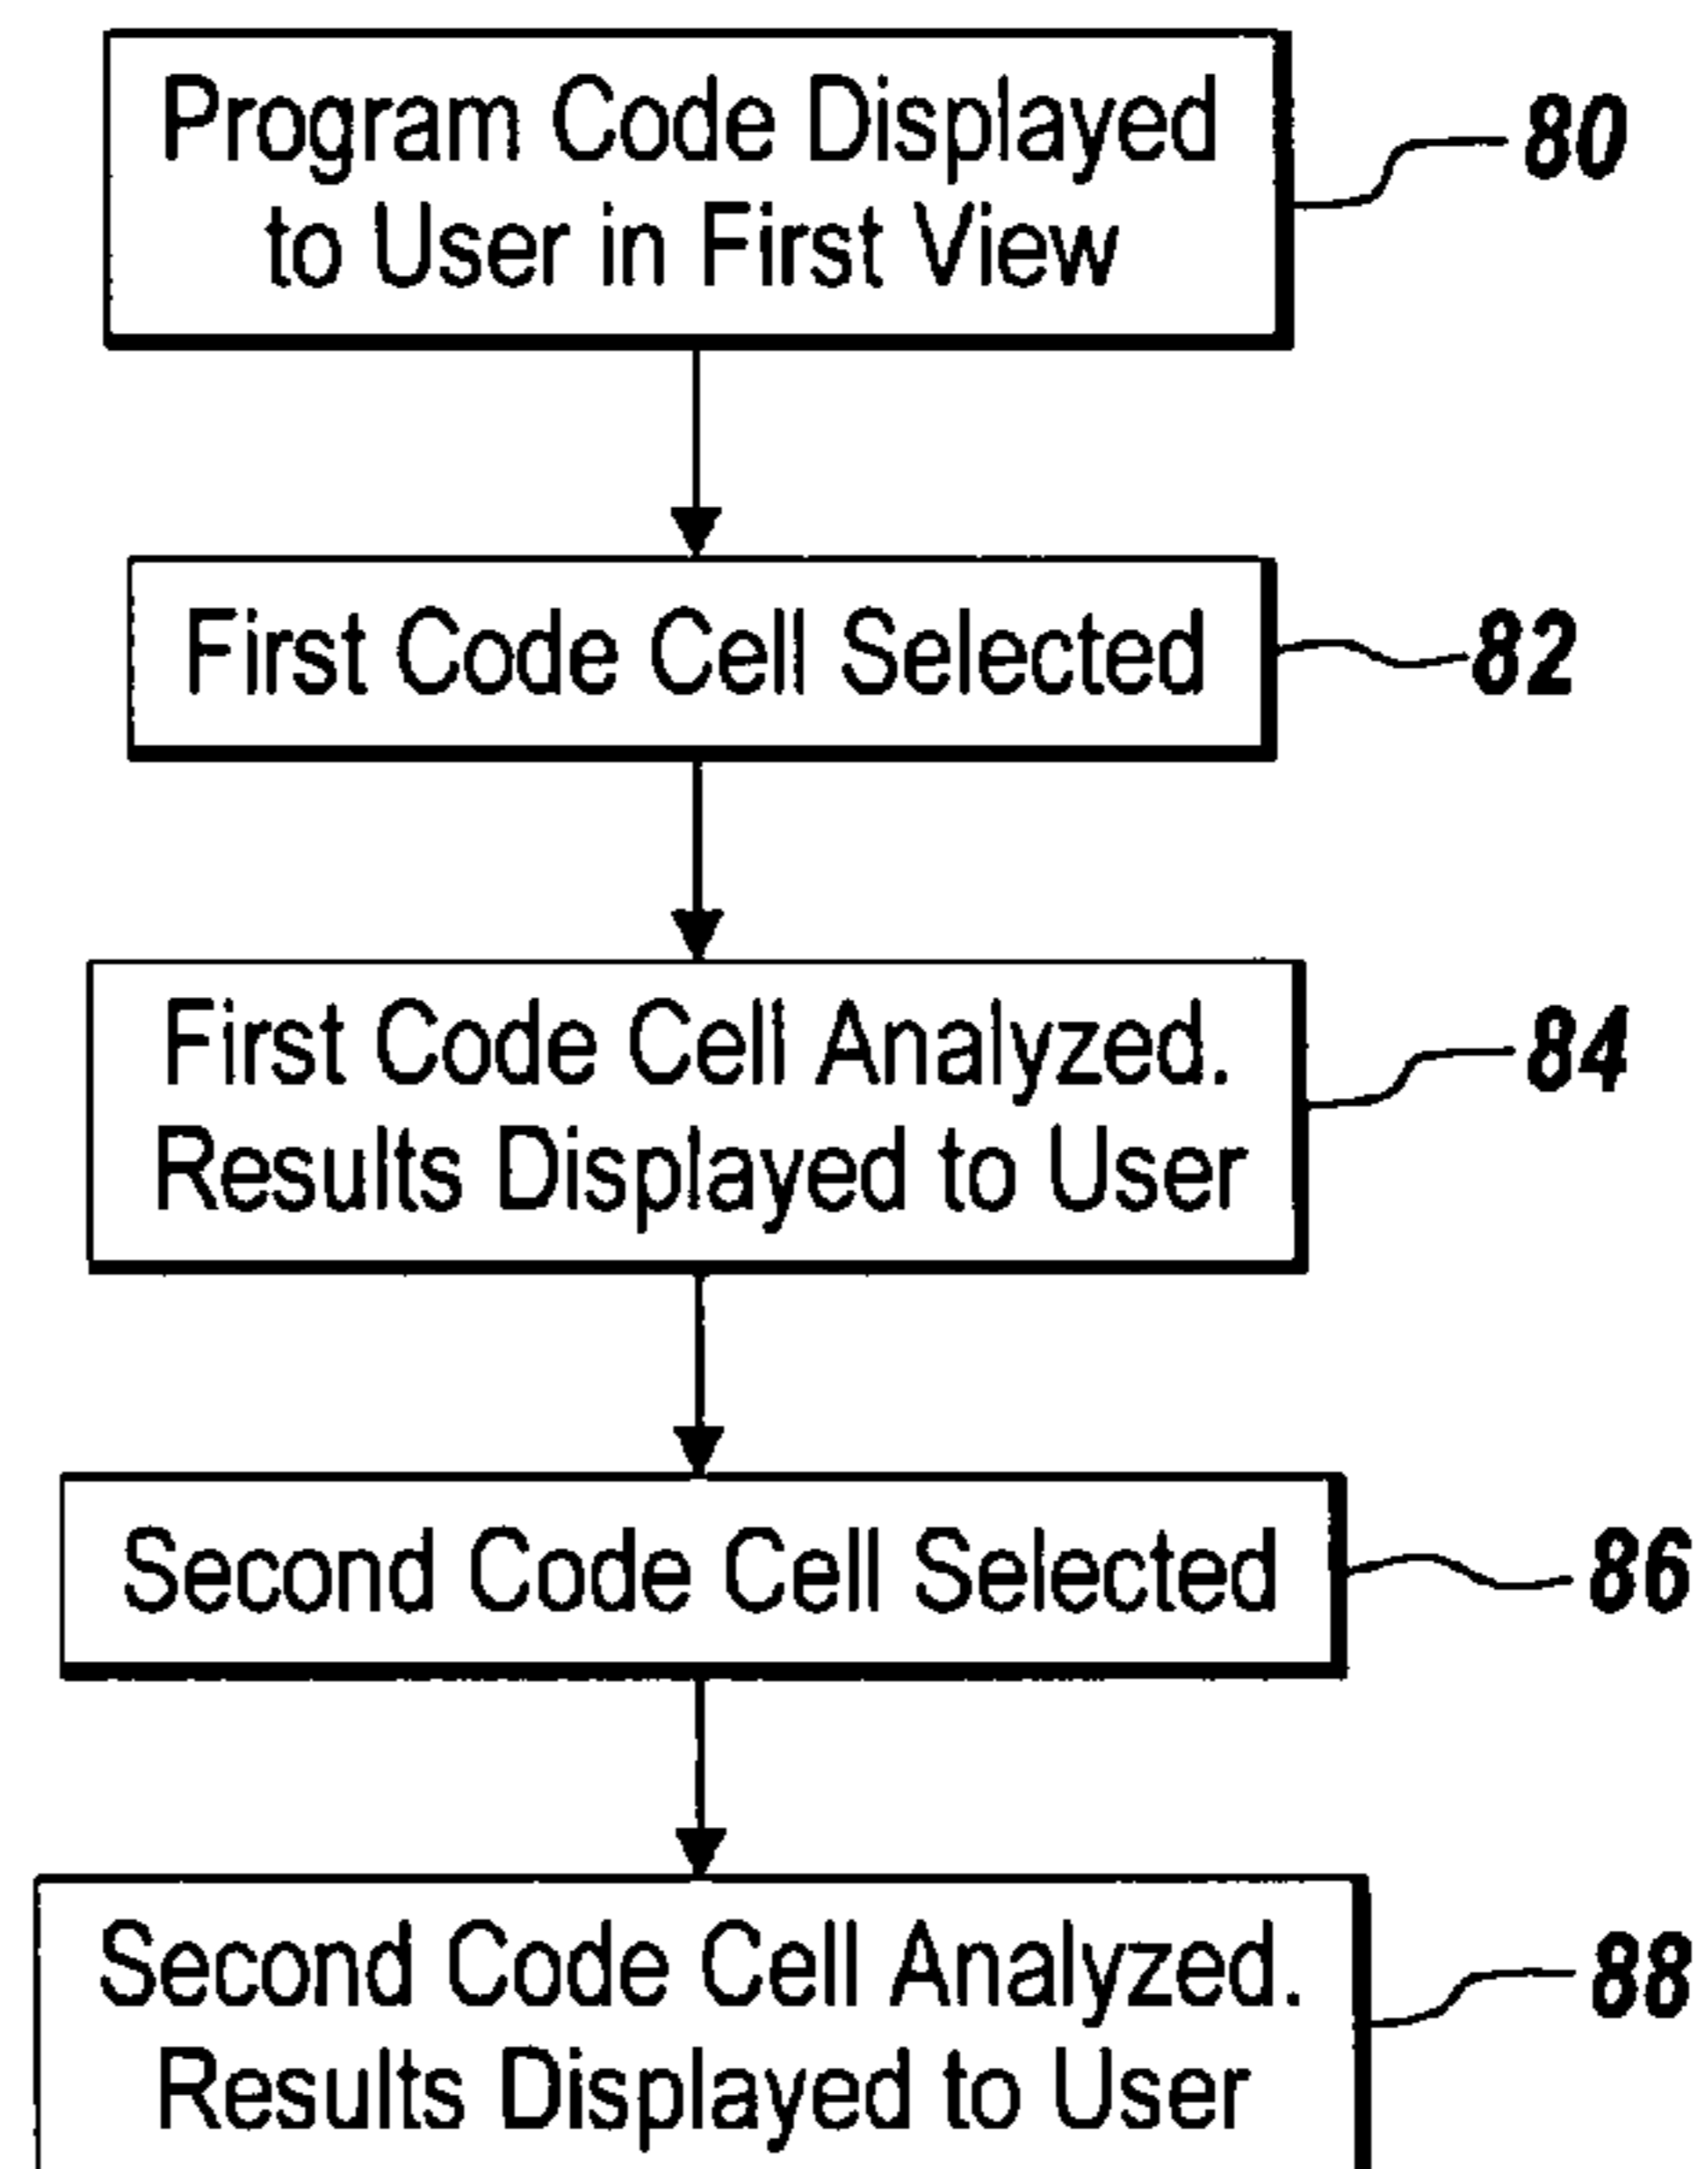 Program Code Displayed
to User in First View
80
First Code Cell Selected
82
First Code Cell Analyzed.
Results Displayed to User
84
Second Code Cell Selected
86
Second Code Cell Analyzed.
Results Displayed to User
88